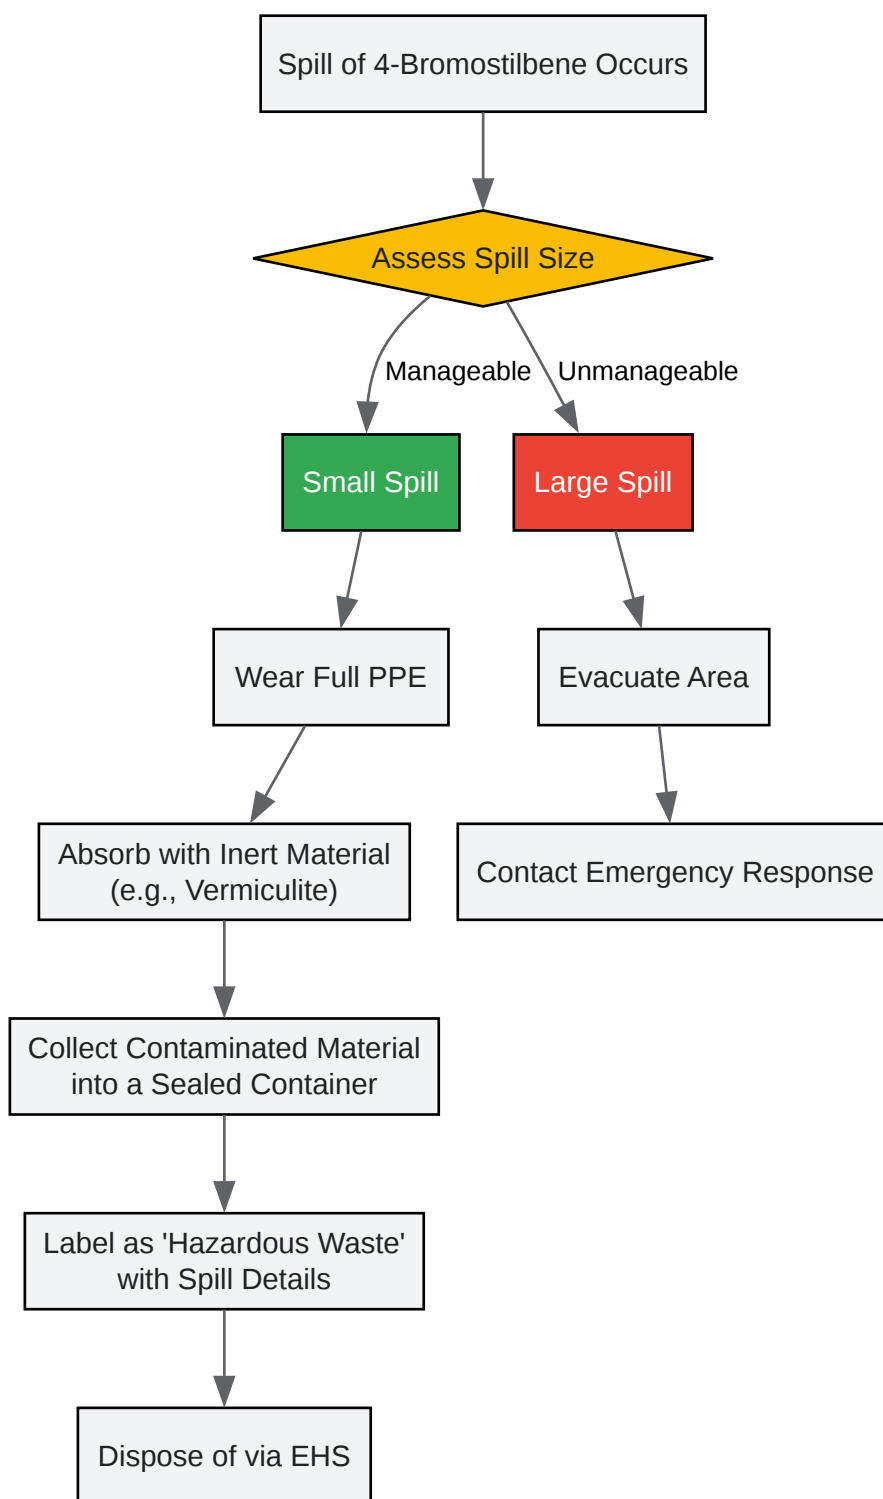 Spill of 4-Bromostilbene Occurs
Assess Spill Size
Manageable
Unmanageable
Small Spill
Large Spill
Wear Full PPE
Evacuate Area
Absorb with Inert Material
(e.g., Vermiculite)
Contact Emergency Response
Collect Contaminated Material
into a Sealed Container
Label as 'Hazardous Waste'
with Spill Details
Dispose of via EHS